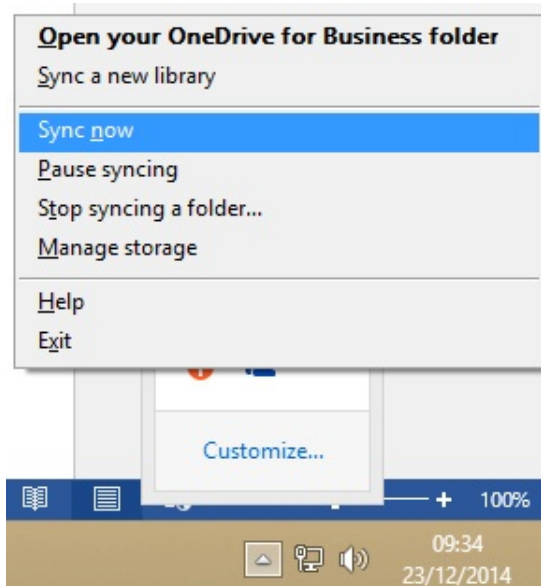 Open your OneDrive for Business folder
Sync a new library
Sync now
Pause syncing
Stop syncing a folder...
Manage storage
Help
Exit
Customize...
100%
09:34
23/12/2014